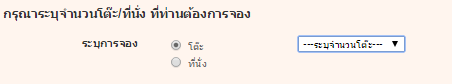 กรุณาระบุจำนวนโต๊ะ/ที่นั่ง ที่ท่านต้องการจอง
ระบุการจอง โต๊ะ ---ระบุจำนวนโต๊ะ---
ที่นั่ง